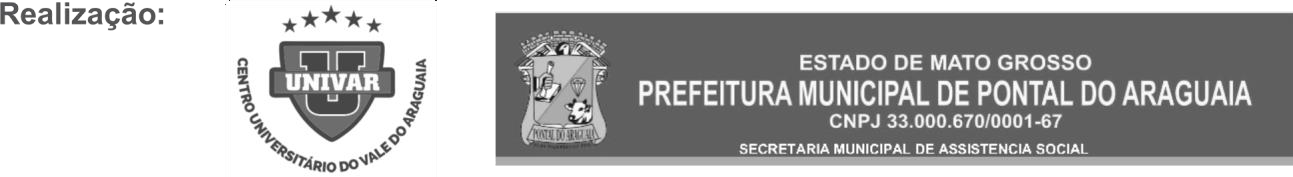 Realização:
UNIVAR
CENTRO UNIVERSITÁRIO DO VALE DO ARAGUAIA
ESTADO DE MATO GROSSO
PREFEITURA MUNICIPAL DE PONTAL DO ARAGUAIA
CNPJ 33.000.670/0001-67
SECRETARIA MUNICIPAL DE ASSISTENCIA SOCIAL
PONTAL DO ARAGUAIA